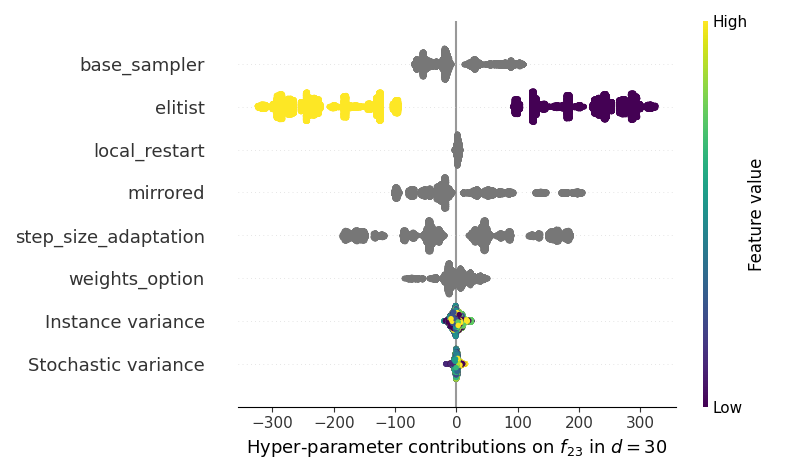 High
base_sampler
elitist
local_restart
mirrored
step_size_adaptation
weights_option
Instance variance
Stochastic variance
Feature value
Low
−300 −200 −100 0 100 200 300
Hyper-parameter contributions on f₂₃ in d = 30